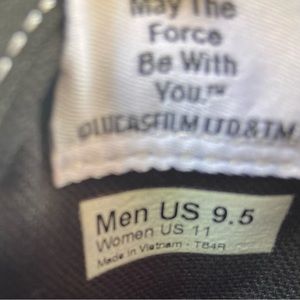 May The
Force
Be With
You.™
©LUCASFILM LTD.&TM
Men US 9.5
Women US 11
Made in Vietnam - TB4R